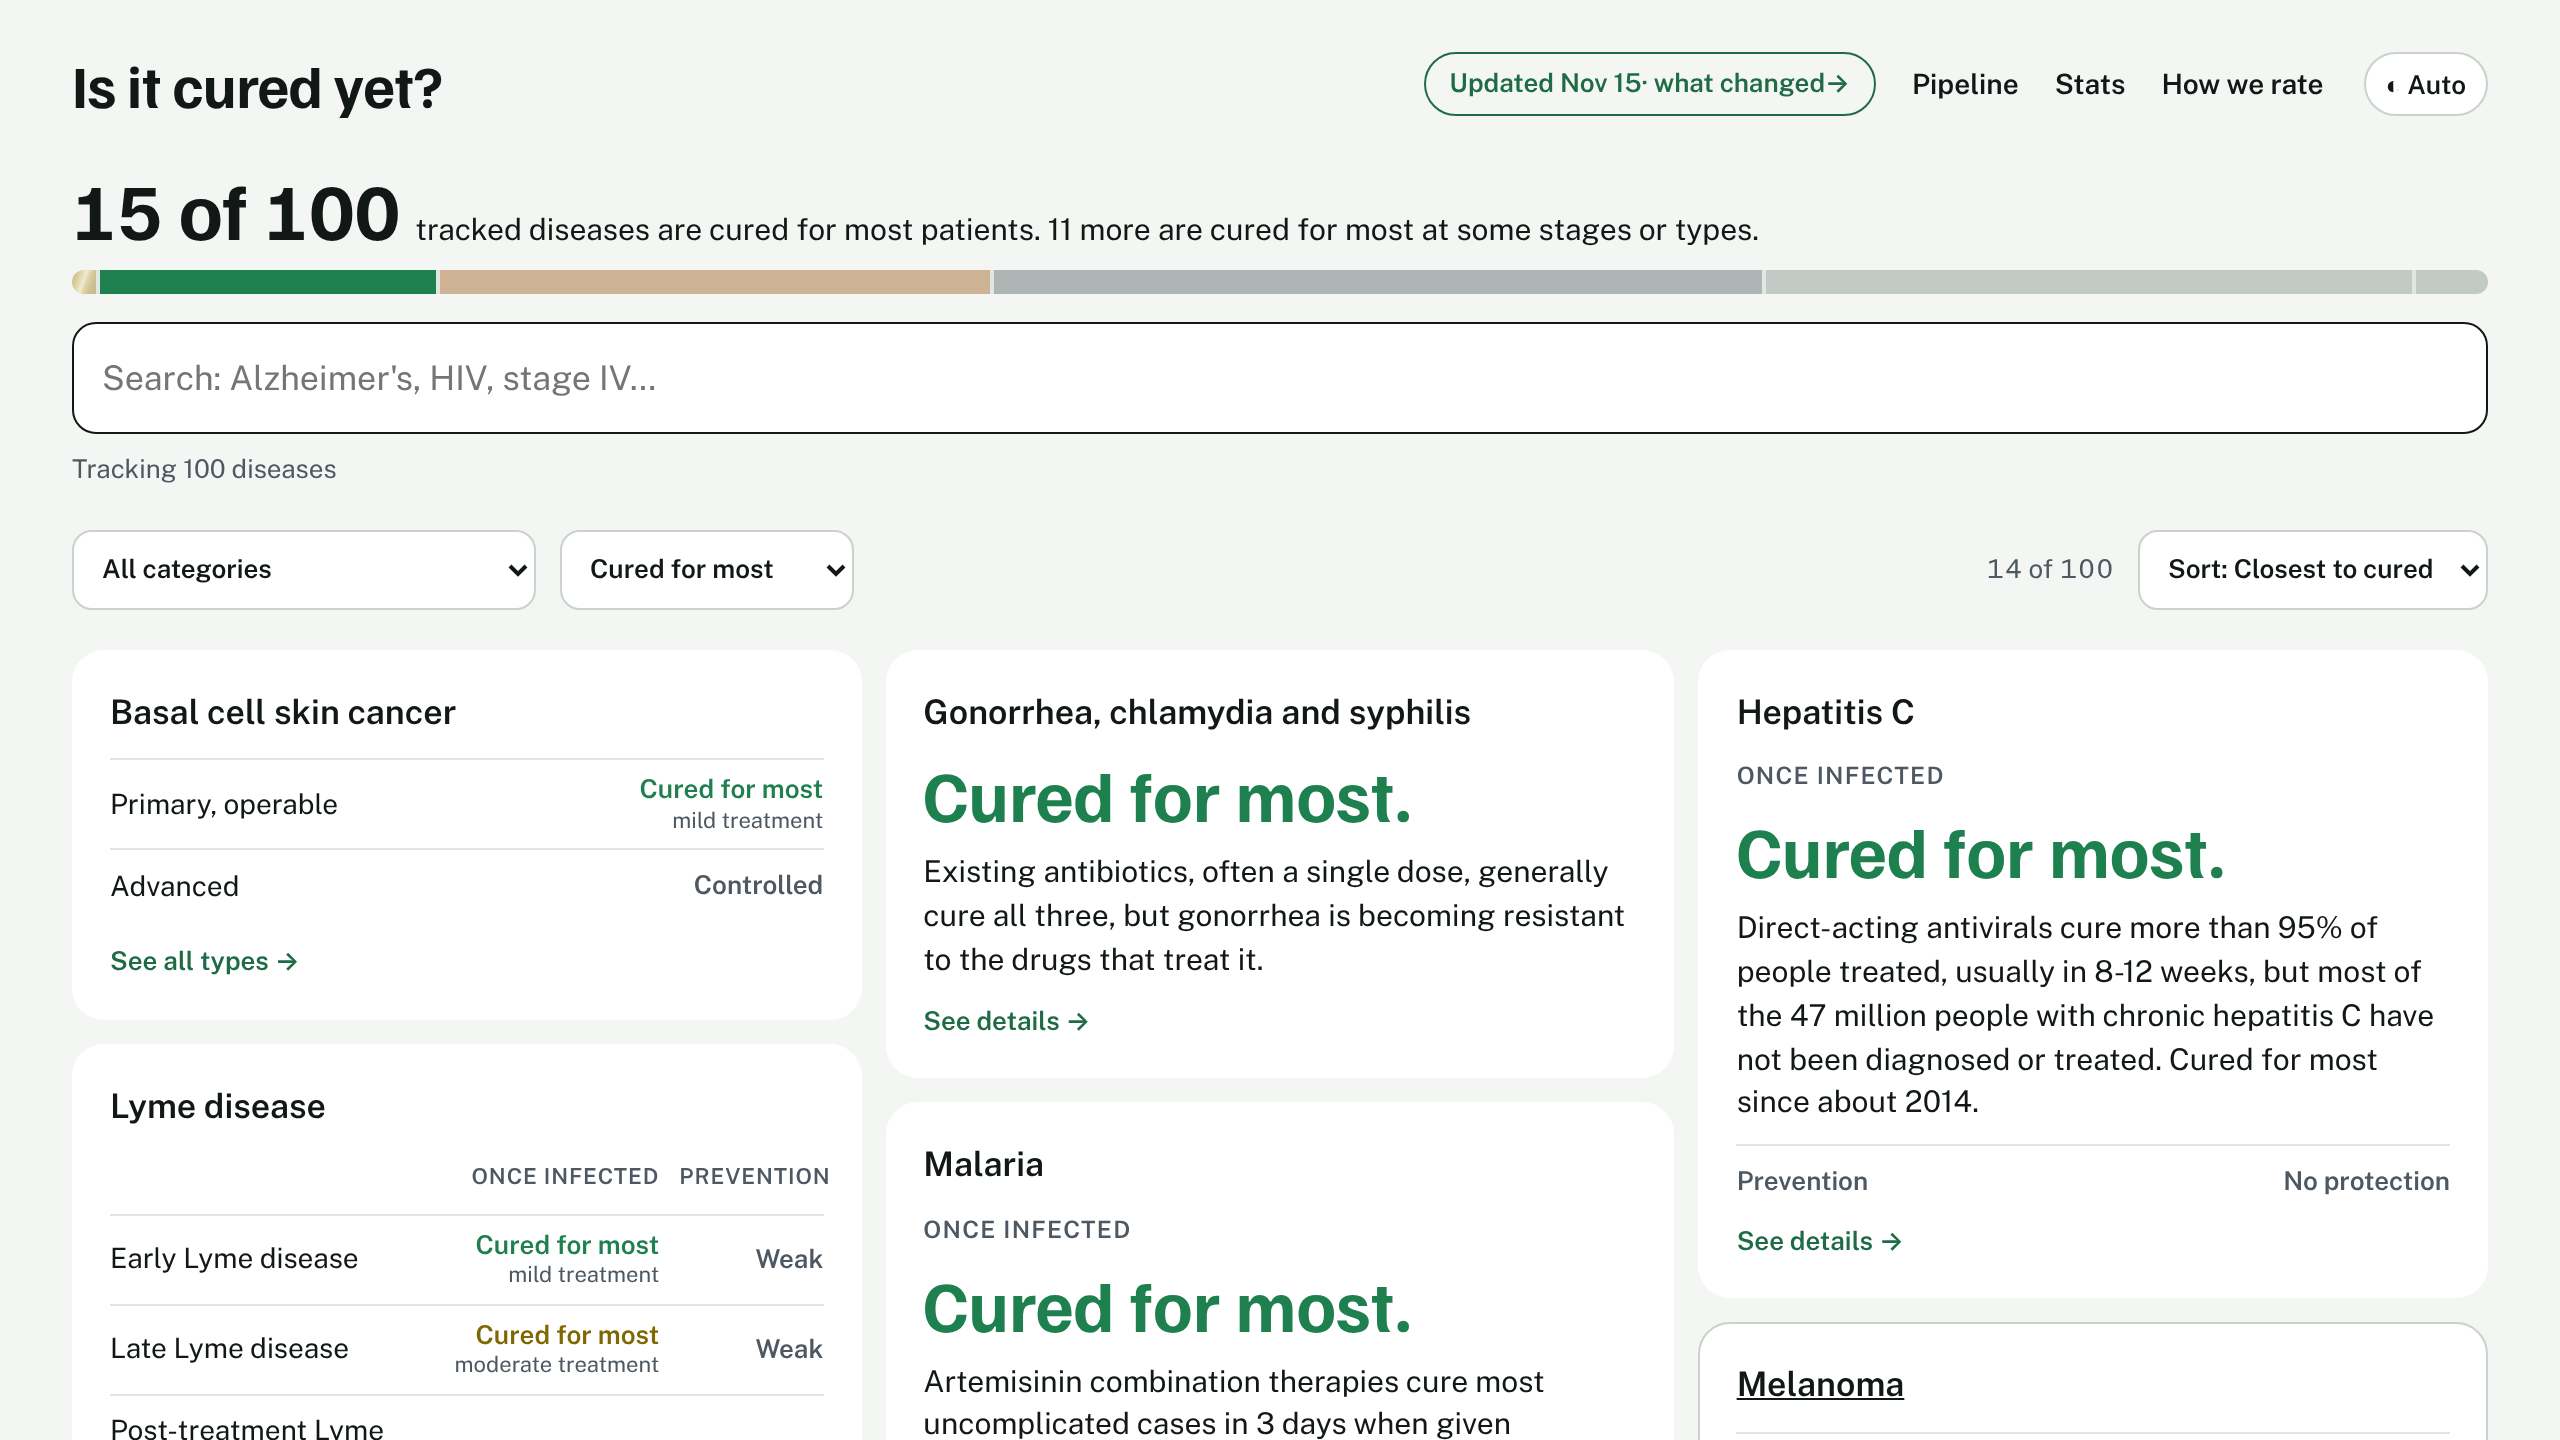 Is it cured yet?
Updated Nov 15· what changed→
Pipeline
Stats
How we rate
Auto
15 of 100 tracked diseases are cured for most patients. 11 more are cured for most at some stages or types.
Search: Alzheimer's, HIV, stage IV...
Tracking 100 diseases
All categories
Cured for most
14 of 100
Sort: Closest to cured
Basal cell skin cancer
Primary, operable
Cured for most
mild treatment
Advanced
Controlled
See all types →
Lyme disease
ONCE INFECTED PREVENTION
Early Lyme disease
Cured for most
mild treatment
Weak
Late Lyme disease
Cured for most
moderate treatment
Weak
Post-treatment Lyme
Gonorrhea, chlamydia and syphilis
Cured for most.
Existing antibiotics, often a single dose, generally
cure all three, but gonorrhea is becoming resistant
to the drugs that treat it.
See details →
Malaria
ONCE INFECTED
Cured for most.
Artemisinin combination therapies cure most
uncomplicated cases in 3 days when given
Hepatitis C
ONCE INFECTED
Cured for most.
Direct-acting antivirals cure more than 95% of
people treated, usually in 8-12 weeks, but most of
the 47 million people with chronic hepatitis C have
not been diagnosed or treated. Cured for most
since about 2014.
Prevention
No protection
See details →
Melanoma